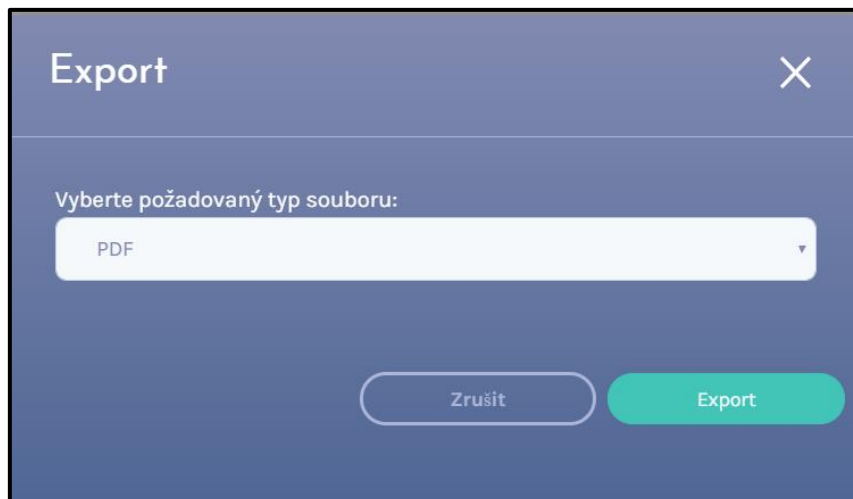 Export
Vyberte požadovaný typ souboru:
PDF
Zrušit
Export